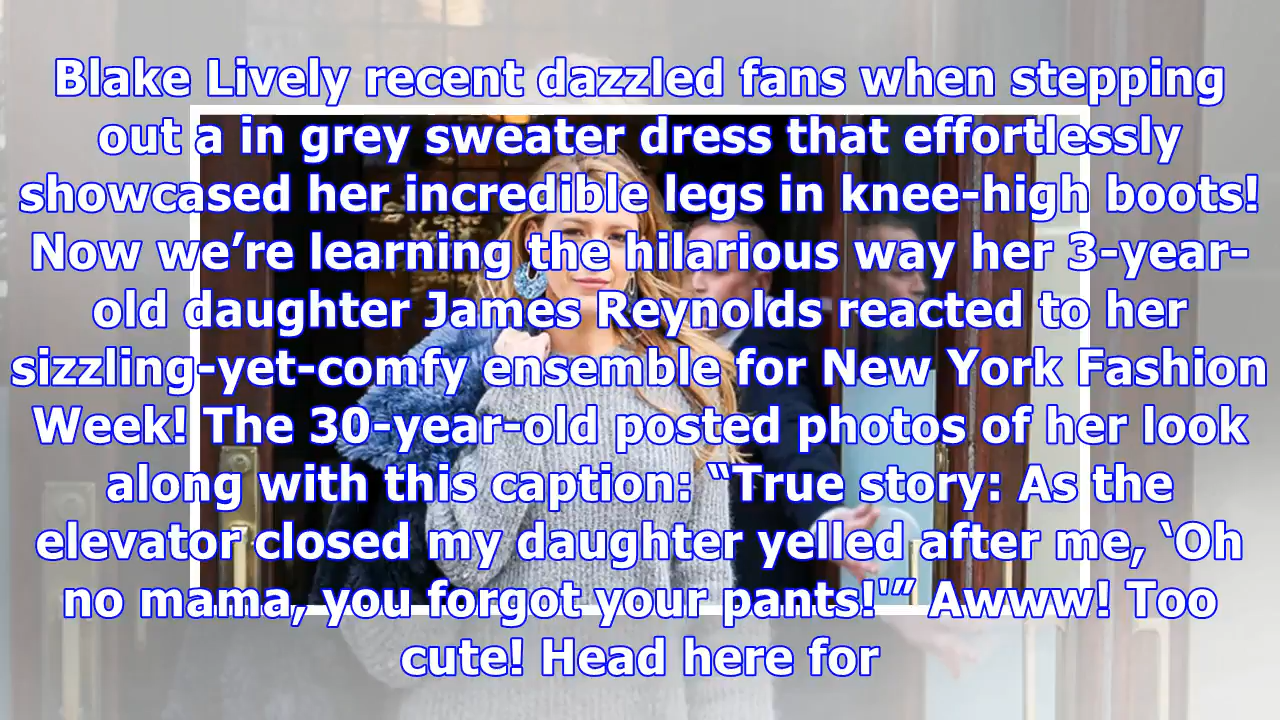 Blake Lively recent dazzled fans when stepping
out a in grey sweater dress that effortlessly
showcased her incredible legs in knee-high boots!
Now we’re learning the hilarious way her 3-year-
old daughter James Reynolds reacted to her
sizzling-yet-comfy ensemble for New York Fashion
Week! The 30-year-old posted photos of her look
along with this caption: “True story: As the
elevator closed my daughter yelled after me, ‘Oh
no mama, you forgot your pants!'” Awww! Too
cute! Head here for